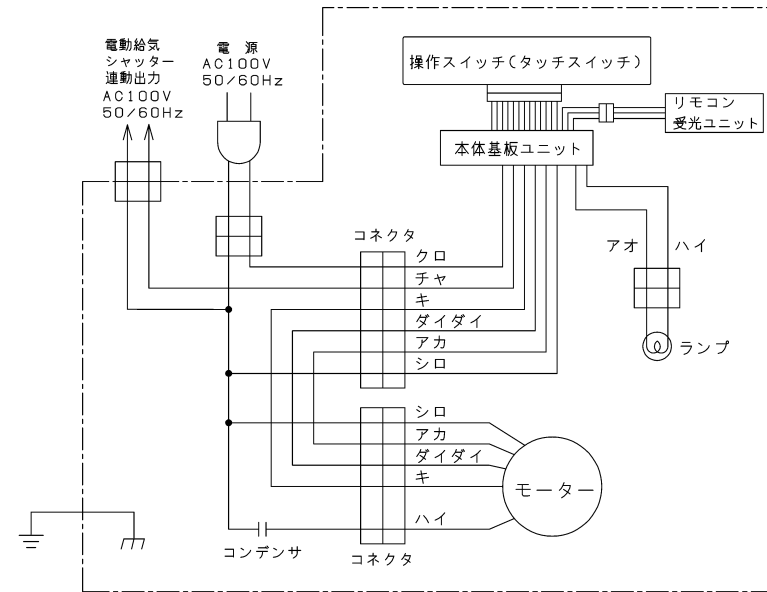 電動給気
シャッター
連動出力
AC100V
50/60Hz
電 源
AC100V
50/60Hz
操作スイッチ(タッチスイッチ)
リモコン
受光ユニット
本体基板ユニット
コネクタ
クロ
チャ
キ
ダイダイ
アカ
シロ
アオ
ハイ
ランプ
シロ
アカ
ダイダイ
キ
ハイ
モーター
コンデンサ
コネクタ